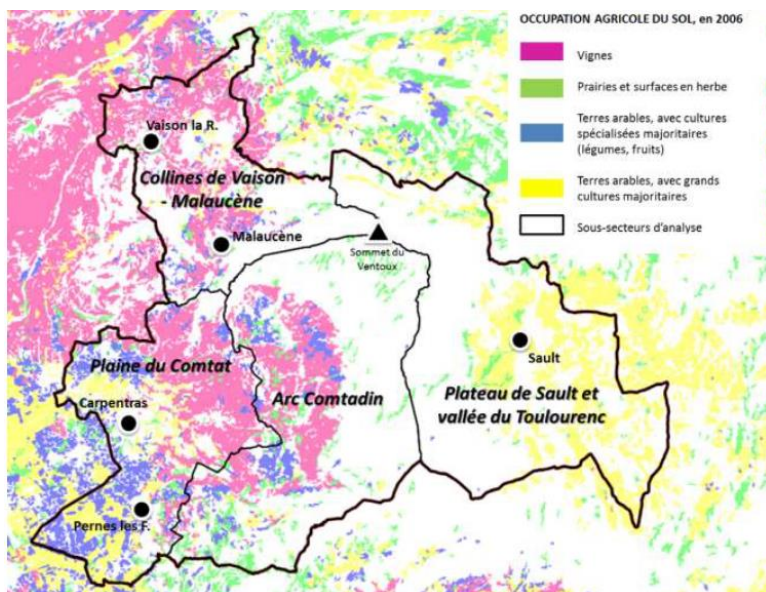 OCCUPATION AGRICOLE DU SOL, en 2006
Vignes
Prairies et surfaces en herbe
Terres arables, avec cultures
spécialisées majoritaires
(légumes, fruits)
Terres arables, avec grands
cultures majoritaires
Sous-secteurs d'analyse
Vaison la R.
Collines de Vaison
- Malaucène
Malaucène
Sommet du
Ventoux
Sault
Plaine du Comtat
Carpentras
Arc Comtadin
Plateau de Sault et
vallée du Toulourenc
Pernes les F.